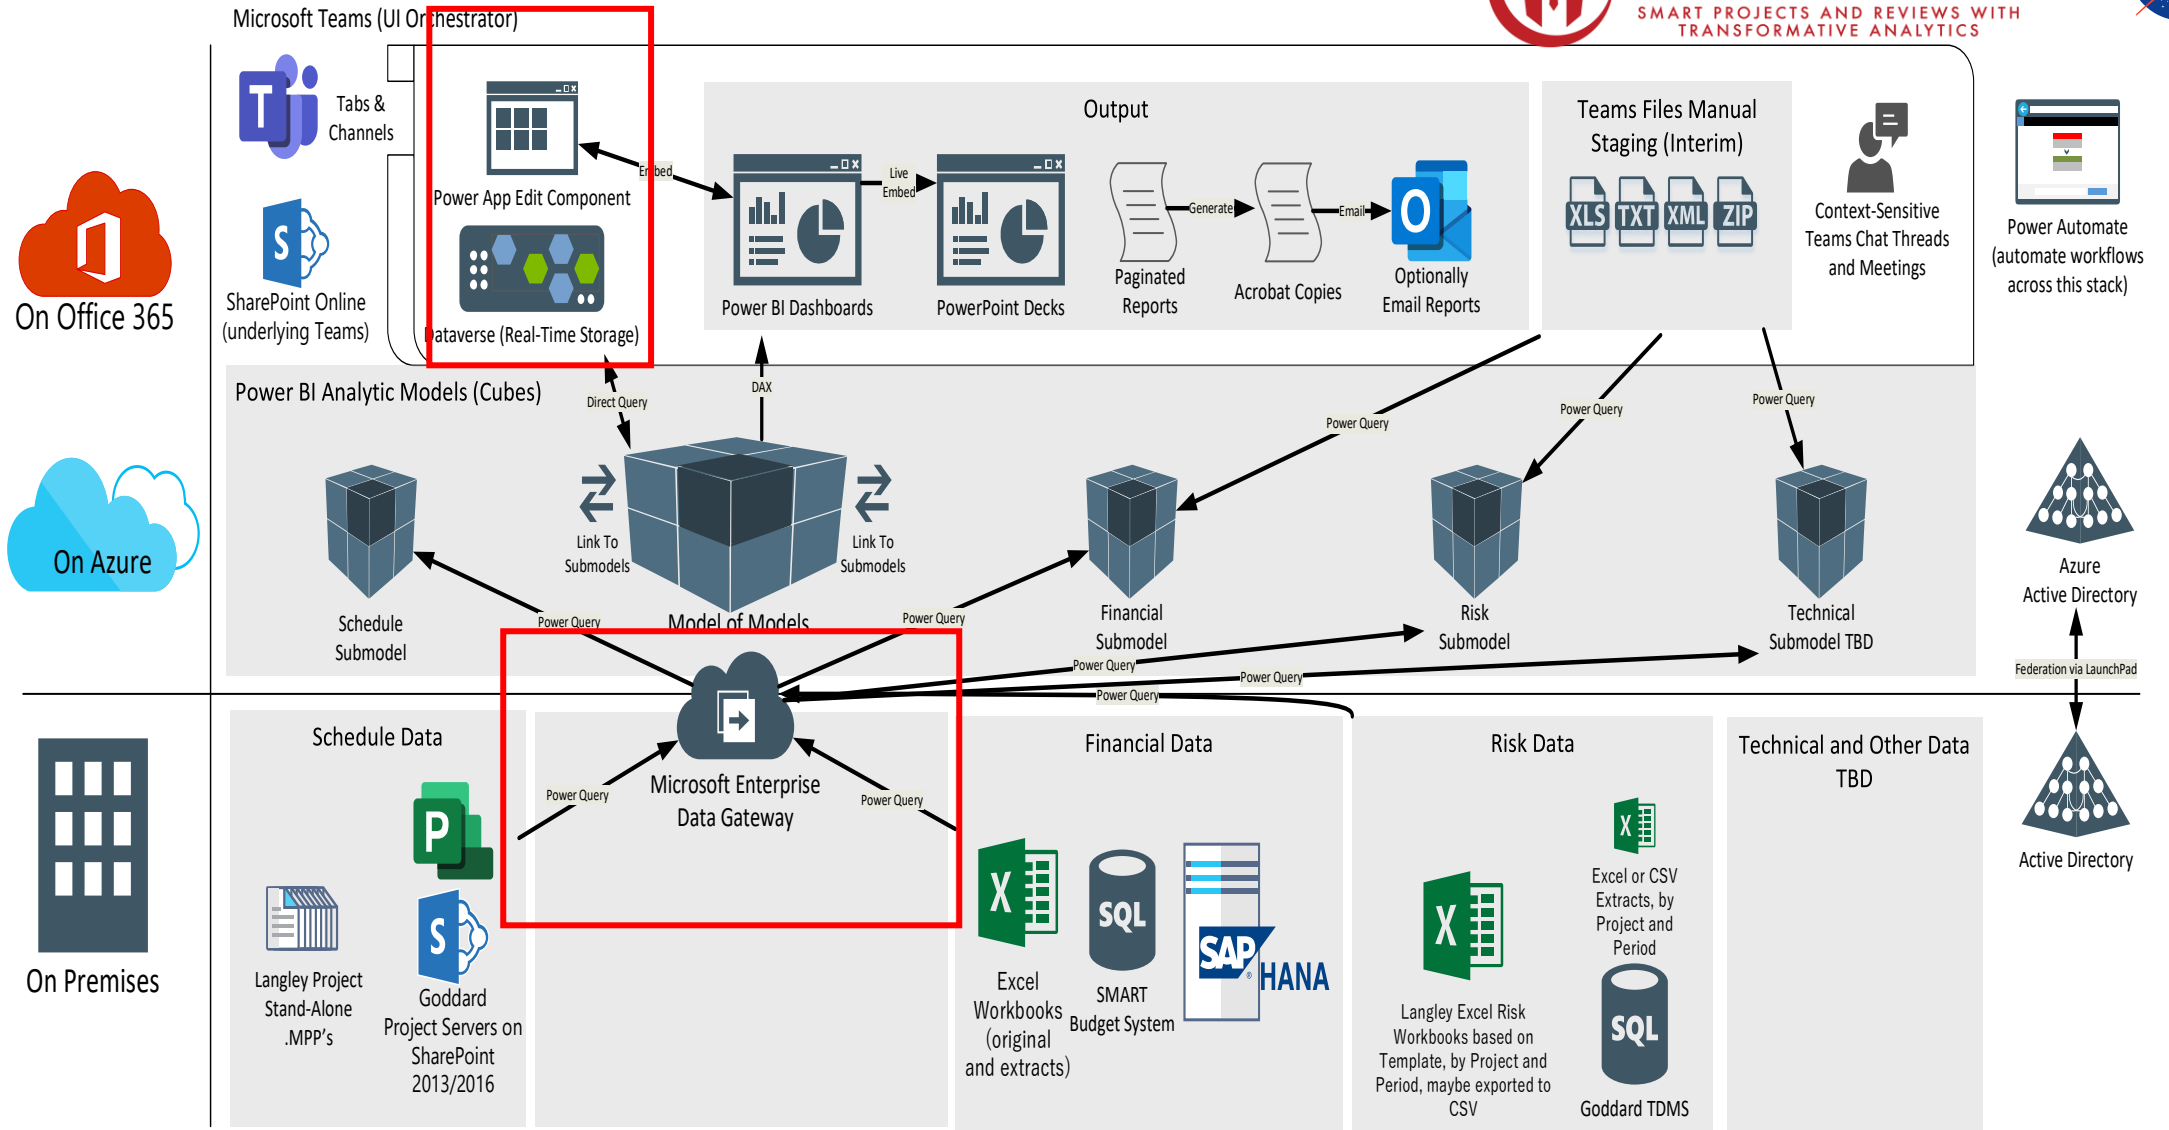 SMART PROJECTS AND REVIEWS WITH
TRANSFORMATIVE ANALYTICS
Microsoft Teams (UI Orchestrator)
Tabs &
Channels
SharePoint Online
(underlying Teams)
On Office 365
Power App Edit Component
Dataverse (Real-Time Storage)
Embed
Output
Power BI Dashboards
Live
Embed
PowerPoint Decks
Paginated
Reports
Generate
Acrobat Copies
Email
Optionally
Email Reports
Teams Files Manual
Staging (Interim)
XLS
TXT
XML
ZIP
Context-Sensitive
Teams Chat Threads
and Meetings
Power Automate
(automate workflows
across this stack)
Power BI Analytic Models (Cubes)
Direct Query
DAX
Power Query
Power Query
Power Query
On Azure
Schedule
Submodel
Link To
Submodels
Model of Models
Link To
Submodels
Financial
Submodel
Risk
Submodel
Technical
Submodel TBD
Power Query
Power Query
Power Query
Power Query
Power Query
Azure
Active Directory
Federation via LaunchPad
Active Directory
On Premises
Schedule Data
Langley Project
Stand-Alone
.MPP's
P
S
Goddard
Project Servers on
SharePoint
2013/2016
Microsoft Enterprise
Data Gateway
Power Query
Power Query
Financial Data
X
Excel
Workbooks
(original
and extracts)
SQL
SMART
Budget System
SAP
®
HANA
Risk Data
X
Langley Excel Risk
Workbooks based on
Template, by Project and
Period, maybe exported to
CSV
X
Excel or CSV
Extracts, by
Project and
Period
SQL
Goddard TDMS
Technical and Other Data
TBD
T
S
O